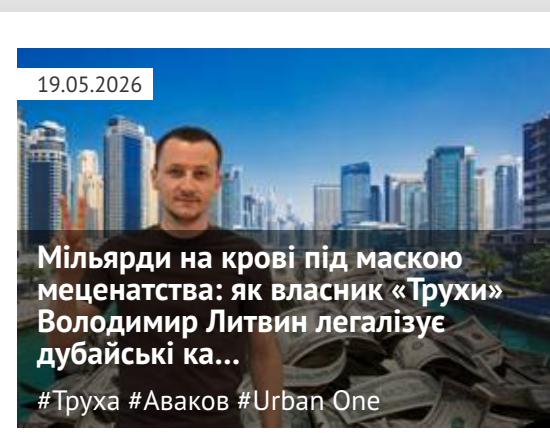 19.05.2026
Мільярди на крові під маскою
меценатства: як власник «Трухи»
Володимир Литвин легалізує
дубайські ка...
#Труха #Аваков #Urban One